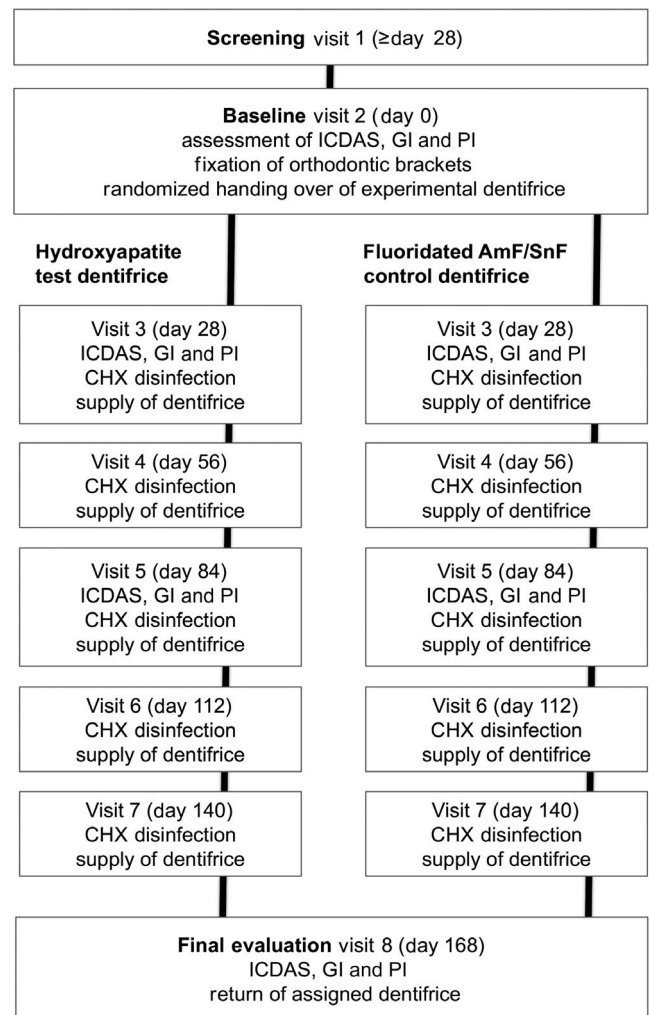 Screening visit 1 (≥day 28)
Baseline visit 2 (day 0)
assessment of ICDAS, GI and PI
fixation of orthodontic brackets
randomized handing over of experimental dentifrice
Hydroxyapatite
test dentifrice
Visit 3 (day 28)
ICDAS, GI and PI
CHX disinfection
supply of dentifrice
Visit 4 (day 56)
CHX disinfection
supply of dentifrice
Visit 5 (day 84)
ICDAS, GI and PI
CHX disinfection
supply of dentifrice
Visit 6 (day 112)
CHX disinfection
supply of dentifrice
Visit 7 (day 140)
CHX disinfection
supply of dentifrice
Fluoridated AmF/SnF
control dentifrice
Visit 3 (day 28)
ICDAS, GI and PI
CHX disinfection
supply of dentifrice
Visit 4 (day 56)
CHX disinfection
supply of dentifrice
Visit 5 (day 84)
ICDAS, GI and PI
CHX disinfection
supply of dentifrice
Visit 6 (day 112)
CHX disinfection
supply of dentifrice
Visit 7 (day 140)
CHX disinfection
supply of dentifrice
Final evaluation visit 8 (day 168)
ICDAS, GI and PI
return of assigned dentifrice